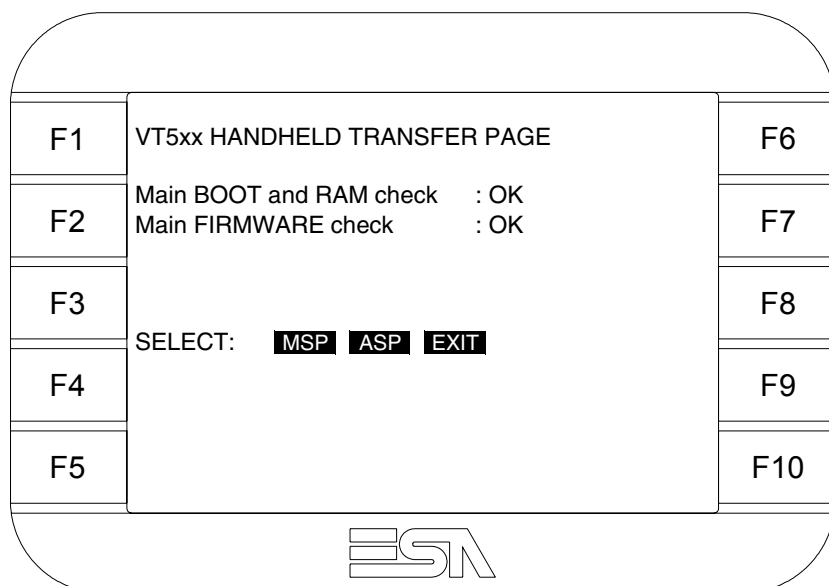 F1
F2
F3
F4
F5
VT5xx HANDHELD TRANSFER PAGE
Main BOOT and RAM check : OK
Main FIRMWARE check : OK
SELECT: MSP ASP EXIT
F6
F7
F8
F9
F10
ESA